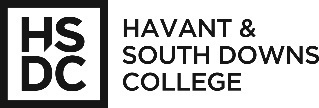 HS
DC
HAVANT &
SOUTH DOWNS
COLLEGE